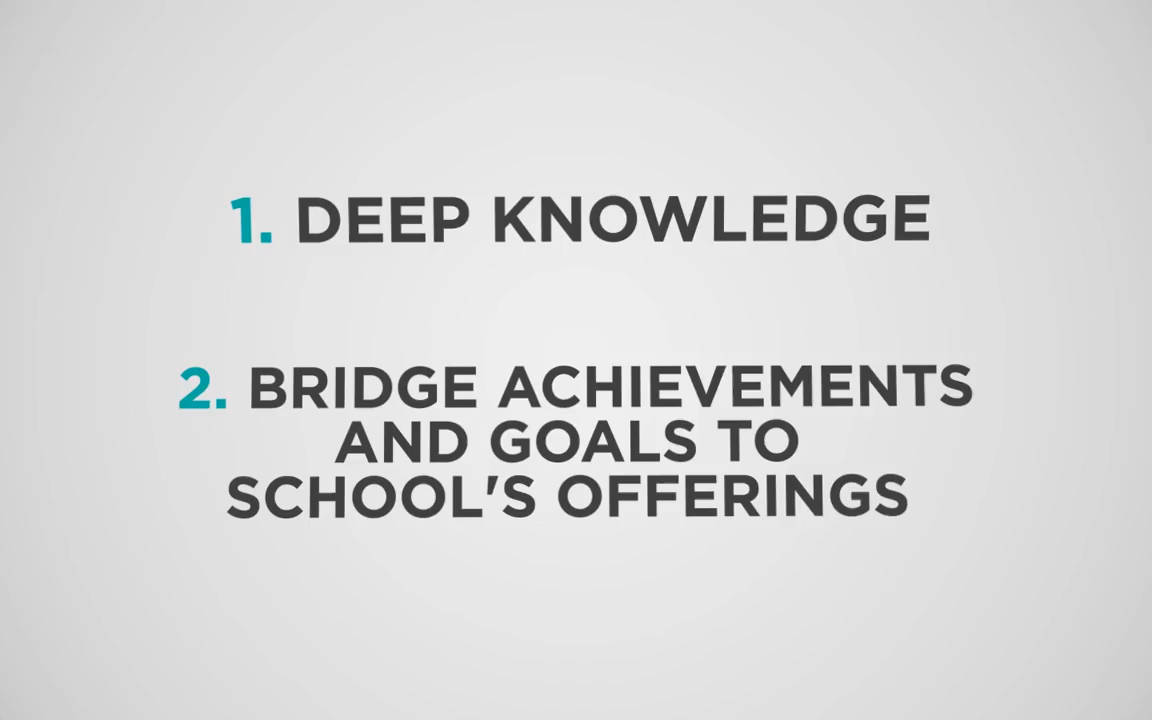 1. DEEP KNOWLEDGE
2. BRIDGE ACHIEVEMENTS
AND GOALS TO
SCHOOL'S OFFERINGS